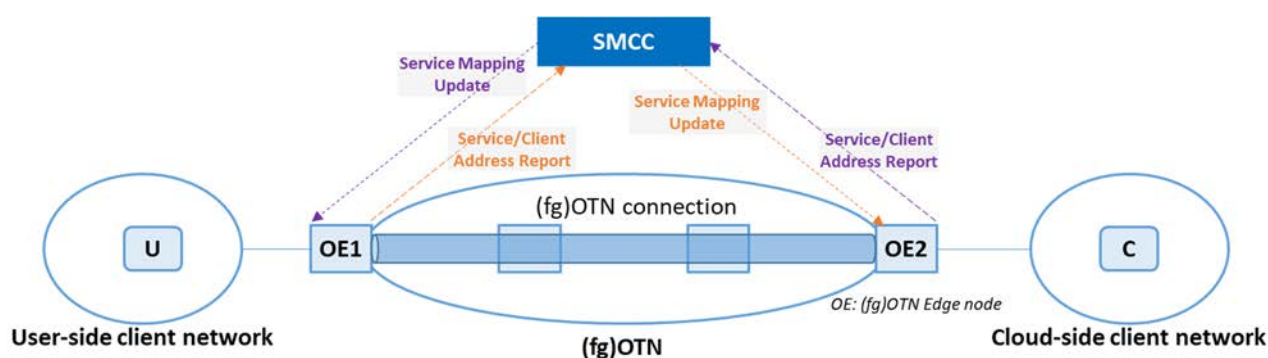 SMCC
Service Mapping
Update
Service Mapping
Update
Service/Client
Address Report
Service/Client
Address Report
(fg)OTN connection
U
OE1
OE2
C
OE: (fg)OTN Edge node
User-side client network
(fg)OTN
Cloud-side client network